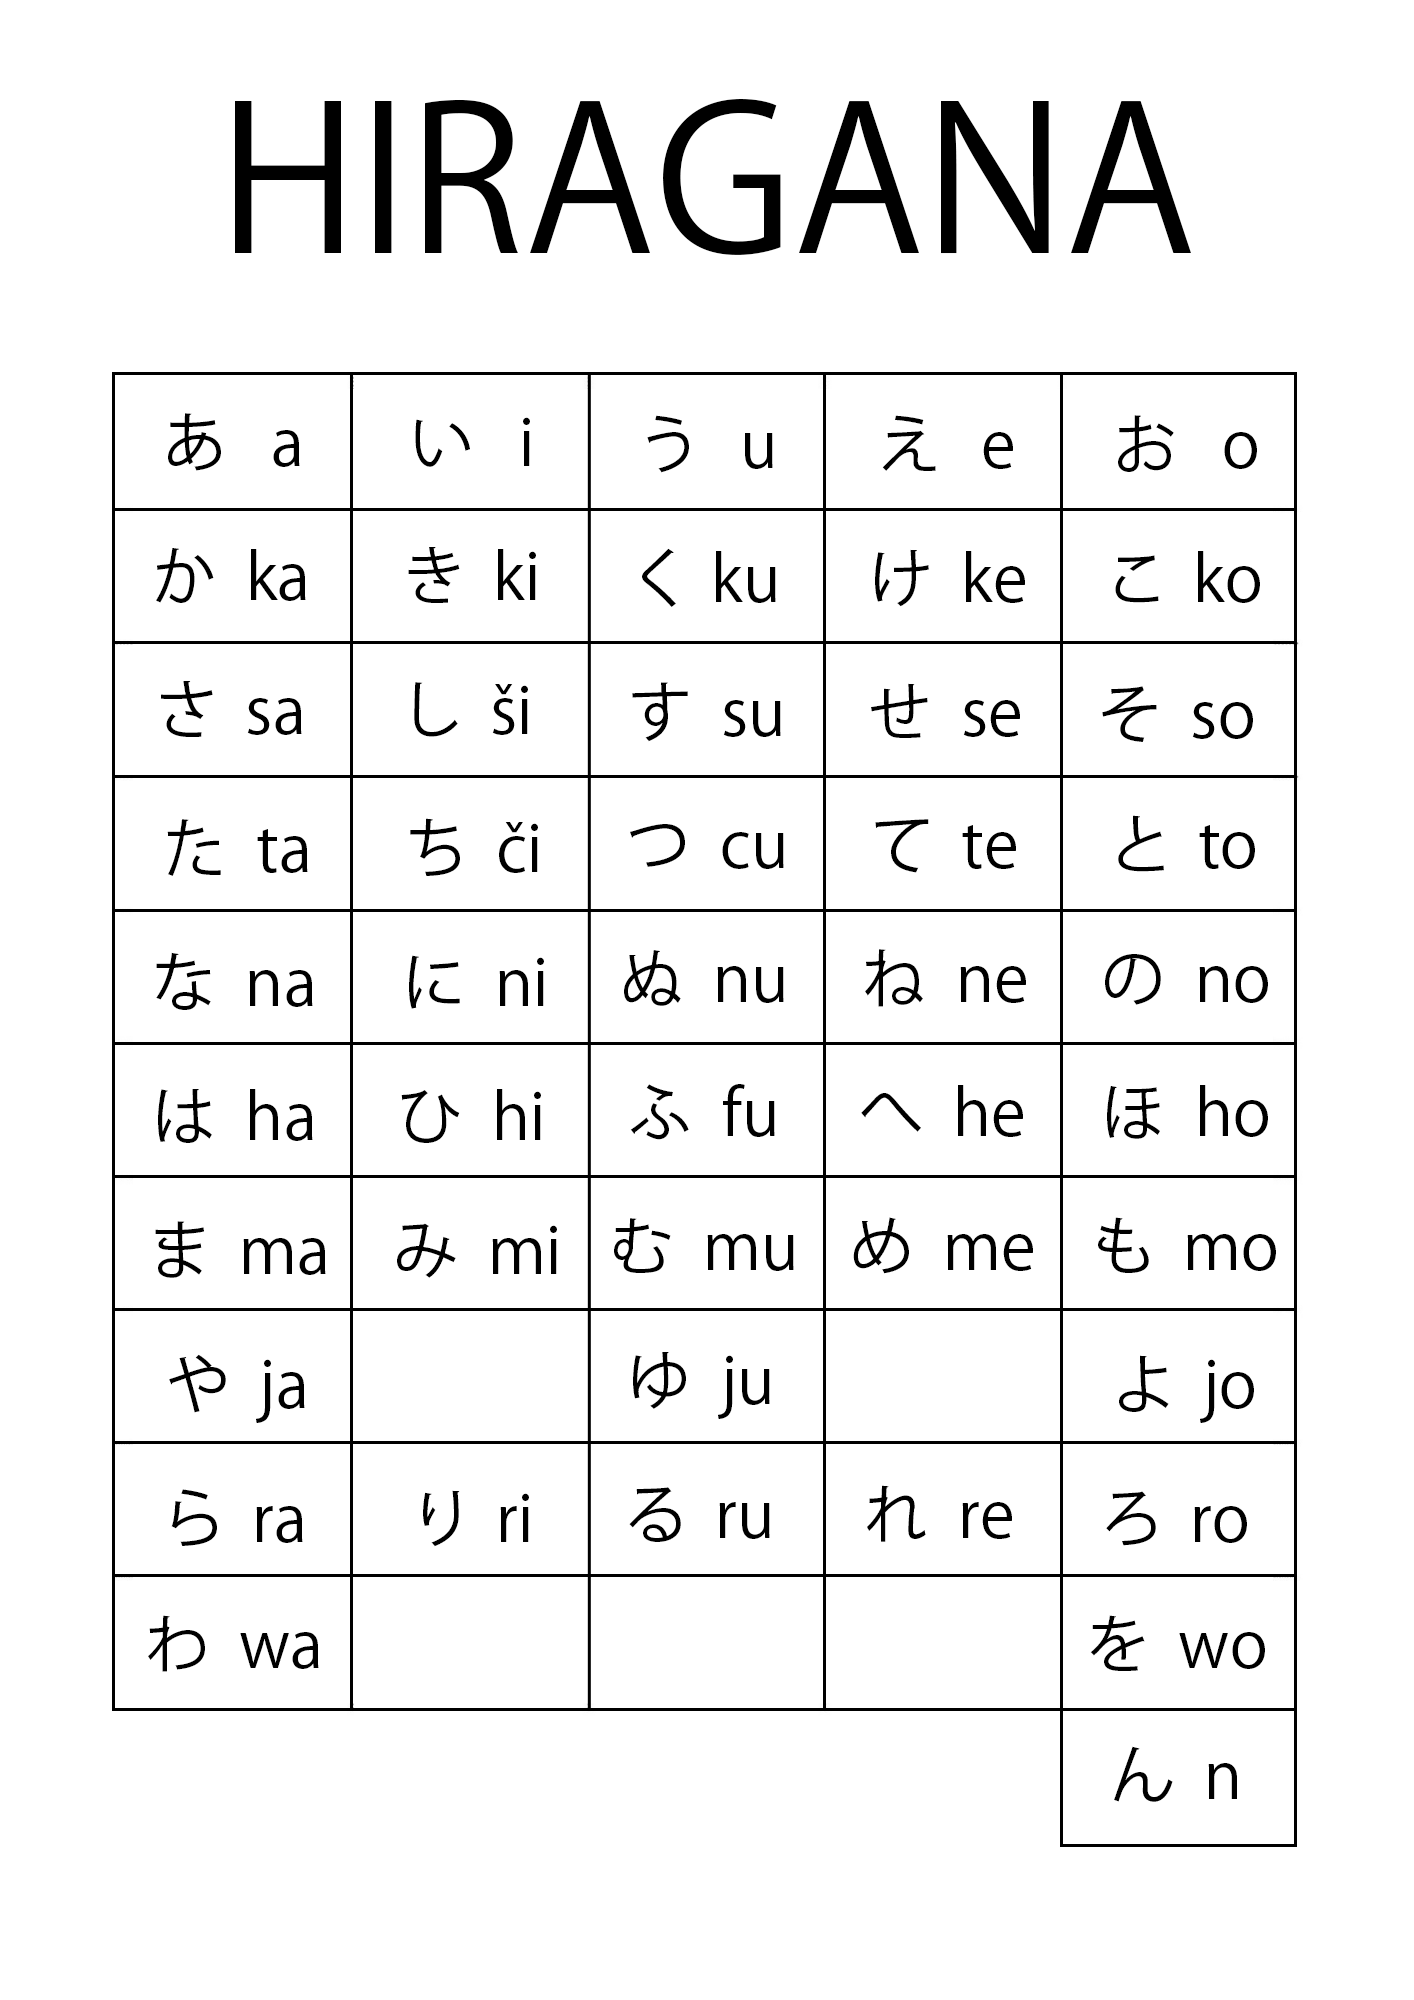 HIRAGANA
あ a い i う u え e お o
か ka き ki く ku け ke こ ko
さ sa し ši す su せ se そ so
た ta ち či つ cu て te と to
な na に ni ぬ nu ね ne の no
は ha ひ hi ふ fu へ he ほ ho
ま ma み mi む mu め me も mo
や ja ゆ ju よ jo
ら ra り ri る ru れ re ろ ro
わ wa を wo
ん n